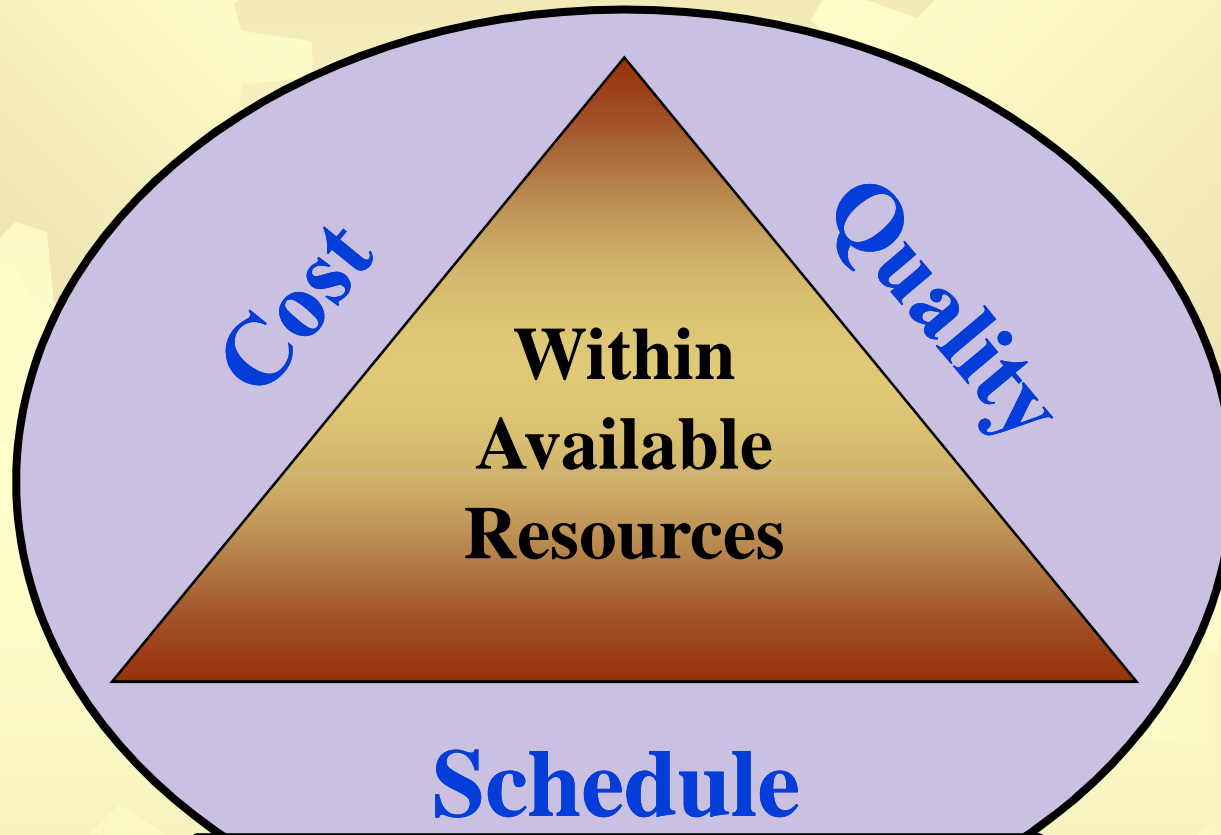 Cost
Quality
Within
Available
Resources
Schedule